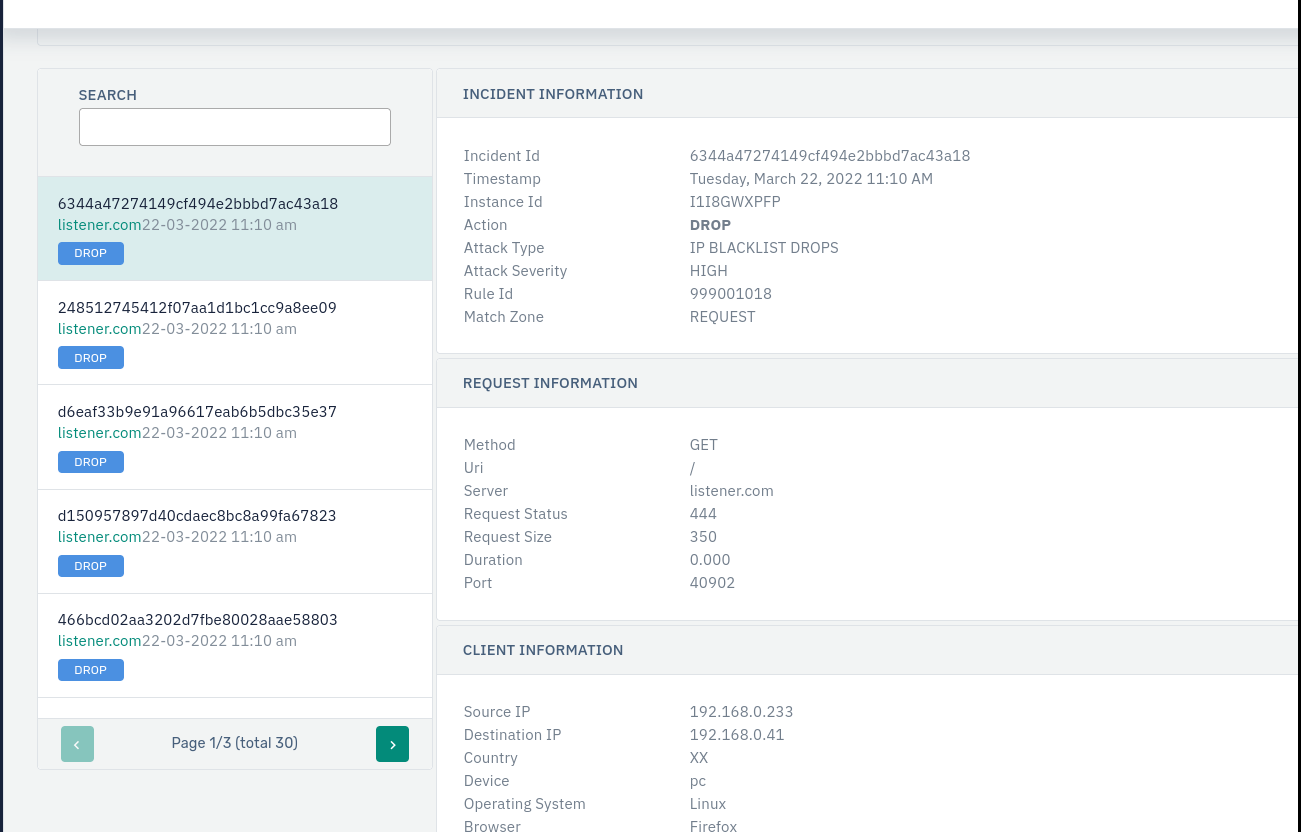 SEARCH
6344a47274149cf494e2bbbd7ac43a18
listener.com22-03-2022 11:10 am
DROP
248512745412f07aa1d1bc1cc9a8ee09
listener.com22-03-2022 11:10 am
DROP
d6eaf33b9e91a96617eab6b5dbc35e37
listener.com22-03-2022 11:10 am
DROP
d150957897d40cdaec8bc8a99fa67823
listener.com22-03-2022 11:10 am
DROP
466bcd02aa3202d7fbe80028aae58803
listener.com22-03-2022 11:10 am
DROP
‹ Page 1/3 (total 30) ›
INCIDENT INFORMATION
Incident Id 6344a47274149cf494e2bbbd7ac43a18
Timestamp Tuesday, March 22, 2022 11:10 AM
Instance Id I1I8GWXPFP
Action DROP
Attack Type IP BLACKLIST DROPS
Attack Severity HIGH
Rule Id 999001018
Match Zone REQUEST
REQUEST INFORMATION
Method GET
Uri /
Server listener.com
Request Status 444
Request Size 350
Duration 0.000
Port 40902
CLIENT INFORMATION
Source IP 192.168.0.233
Destination IP 192.168.0.41
Country XX
Device pc
Operating System Linux
Browser Firefox